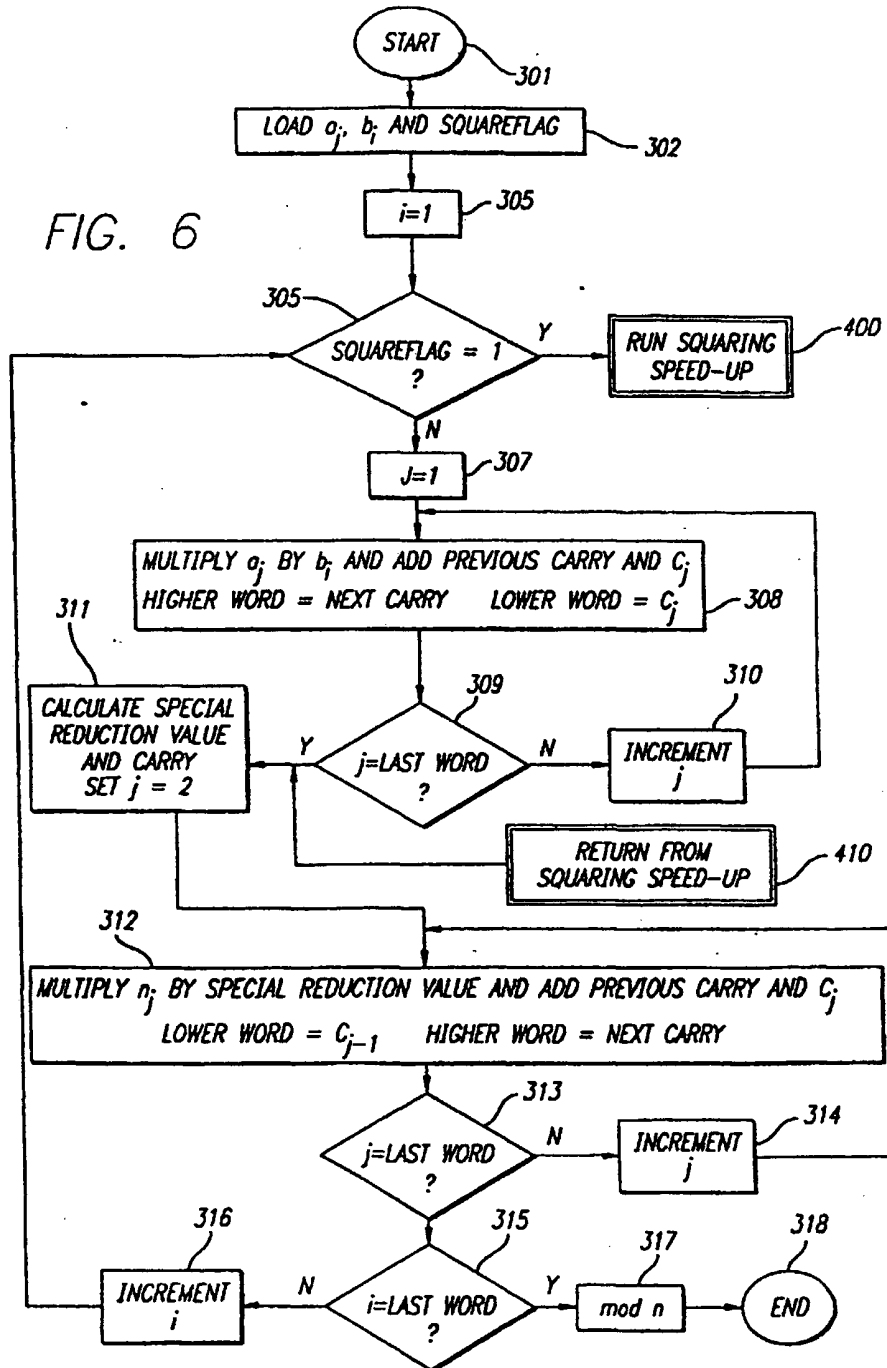 START
301
LOAD aj, bi AND SQUAREFLAG
302
FIG. 6
i=1
305
305
SQUAREFLAG = 1
?
Y
N
RUN SQUARING
SPEED-UP
400
J=1
307
MULTIPLY aj BY bi AND ADD PREVIOUS CARRY AND Cj
HIGHER WORD = NEXT CARRY LOWER WORD = Cj
308
311
CALCULATE SPECIAL
REDUCTION VALUE
AND CARRY
SET j = 2
309
Y
j=LAST WORD
?
N
310
INCREMENT
j
RETURN FROM
SQUARING SPEED-UP
410
312
MULTIPLY nj BY SPECIAL REDUCTION VALUE AND ADD PREVIOUS CARRY AND Cj
LOWER WORD = Cj-1 HIGHER WORD = NEXT CARRY
313
j=LAST WORD
?
N
314
INCREMENT
j
316
INCREMENT
i
N
315
i=LAST WORD
?
Y
317
mod n
318
END